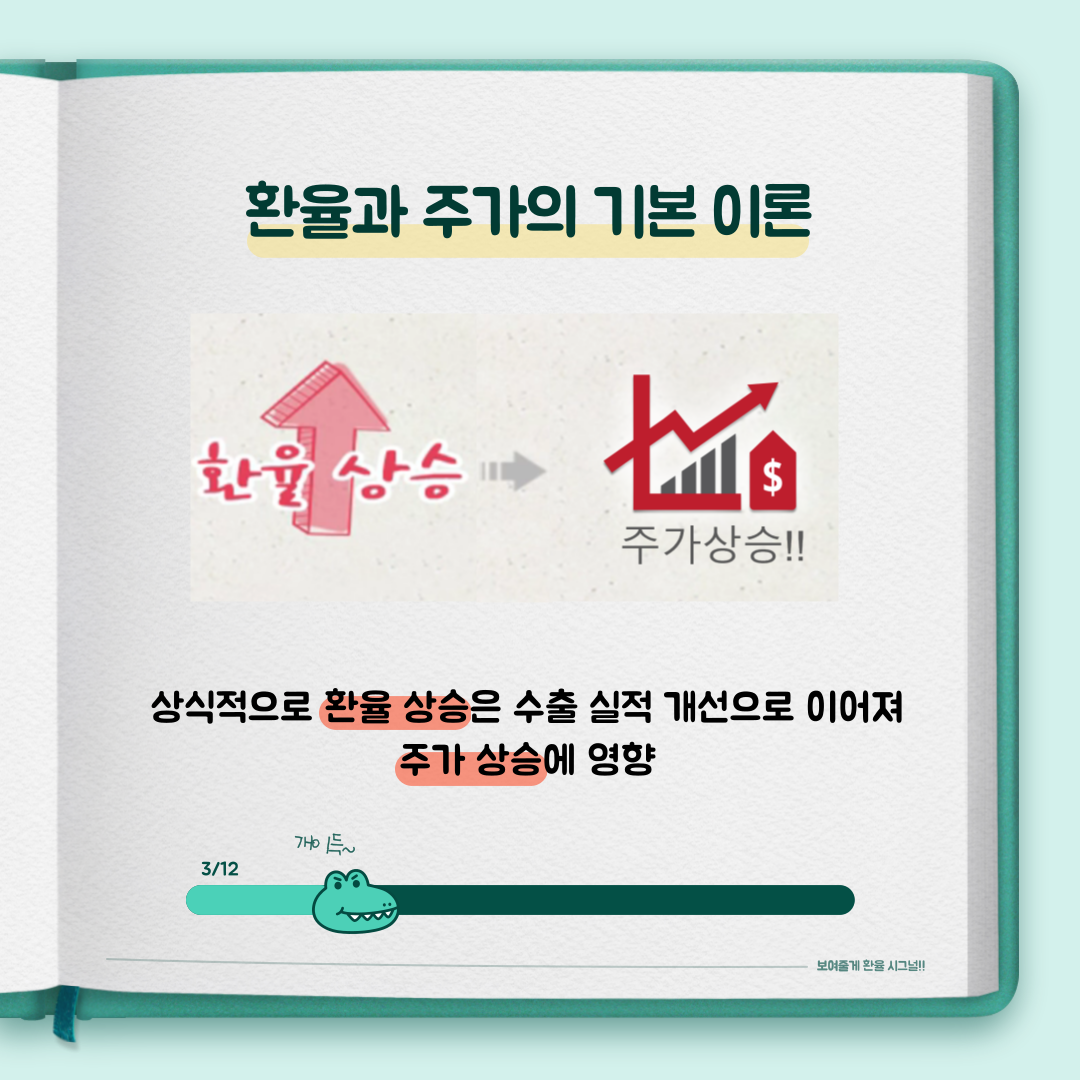 환율과 주가의 기본 이론
환율 상승
$
주가상승!!
상식적으로 환율 상승은 수출 실적 개선으로 이어져
주가 상승에 영향
개이득~
3/12
보여줄게 환율 시그널!!